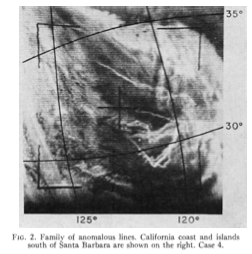 35°
30°
125°
120°
FIG. 2. Family of anomalous lines. California coast and islands
south of Santa Barbara are shown on the right. Case 4.